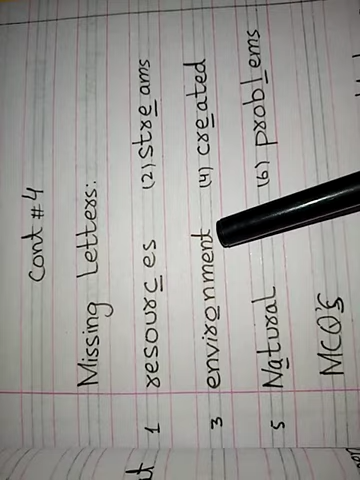 Cont # 4
Missing Letters:
1 resources (2) streams
3 environment (4) created
5 Natural (6) problems
MCQ's